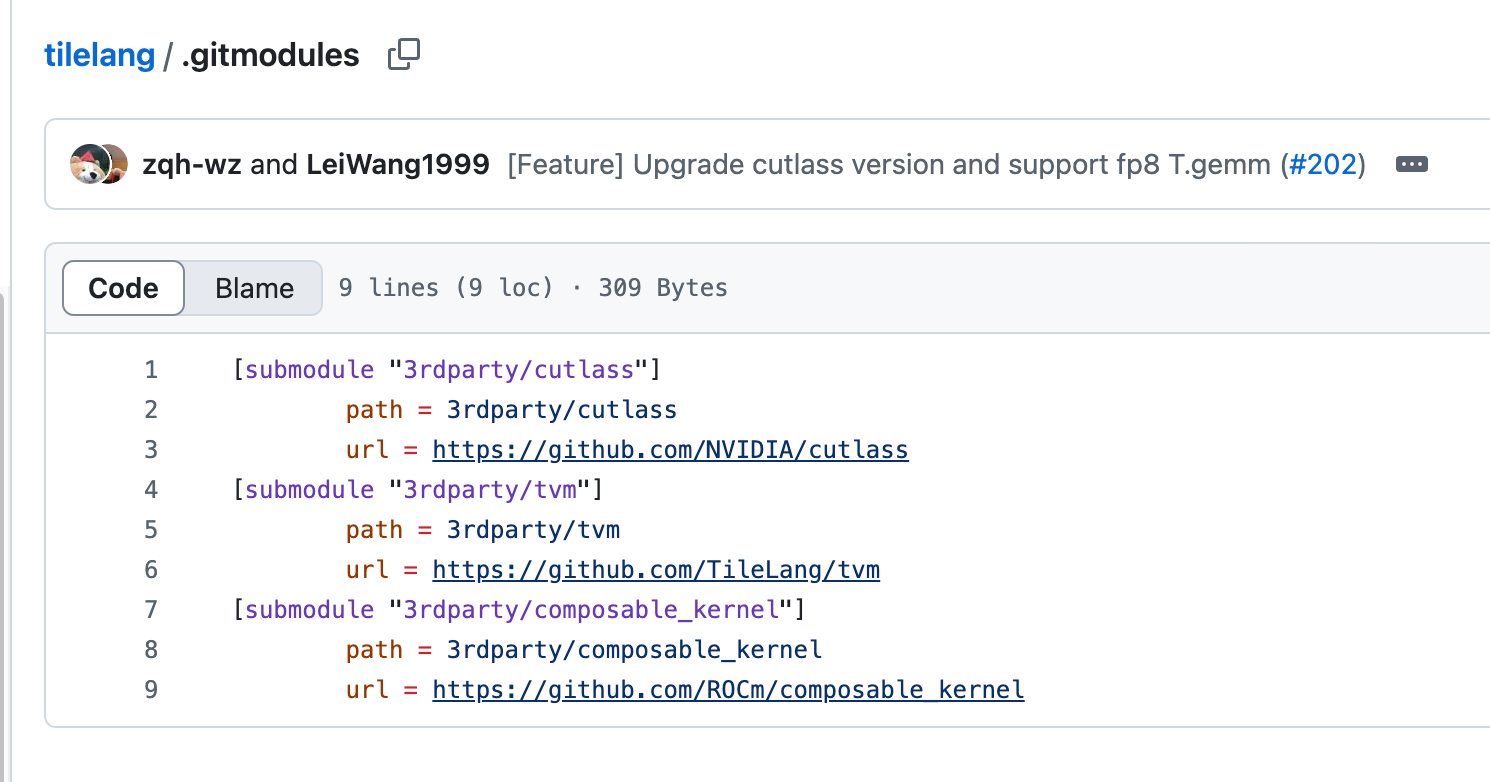 tilelang / .gitmodules
zqh-wz and LeiWang1999 [Feature] Upgrade cutlass version and support fp8 T.gemm (#202)
Code Blame 9 lines (9 loc) · 309 Bytes
1 [submodule "3rdparty/cutlass"]
2 path = 3rdparty/cutlass
3 url = https://github.com/NVIDIA/cutlass
4 [submodule "3rdparty/tvm"]
5 path = 3rdparty/tvm
6 url = https://github.com/TileLang/tvm
7 [submodule "3rdparty/composable_kernel"]
8 path = 3rdparty/composable_kernel
9 url = https://github.com/ROCm/composable_kernel